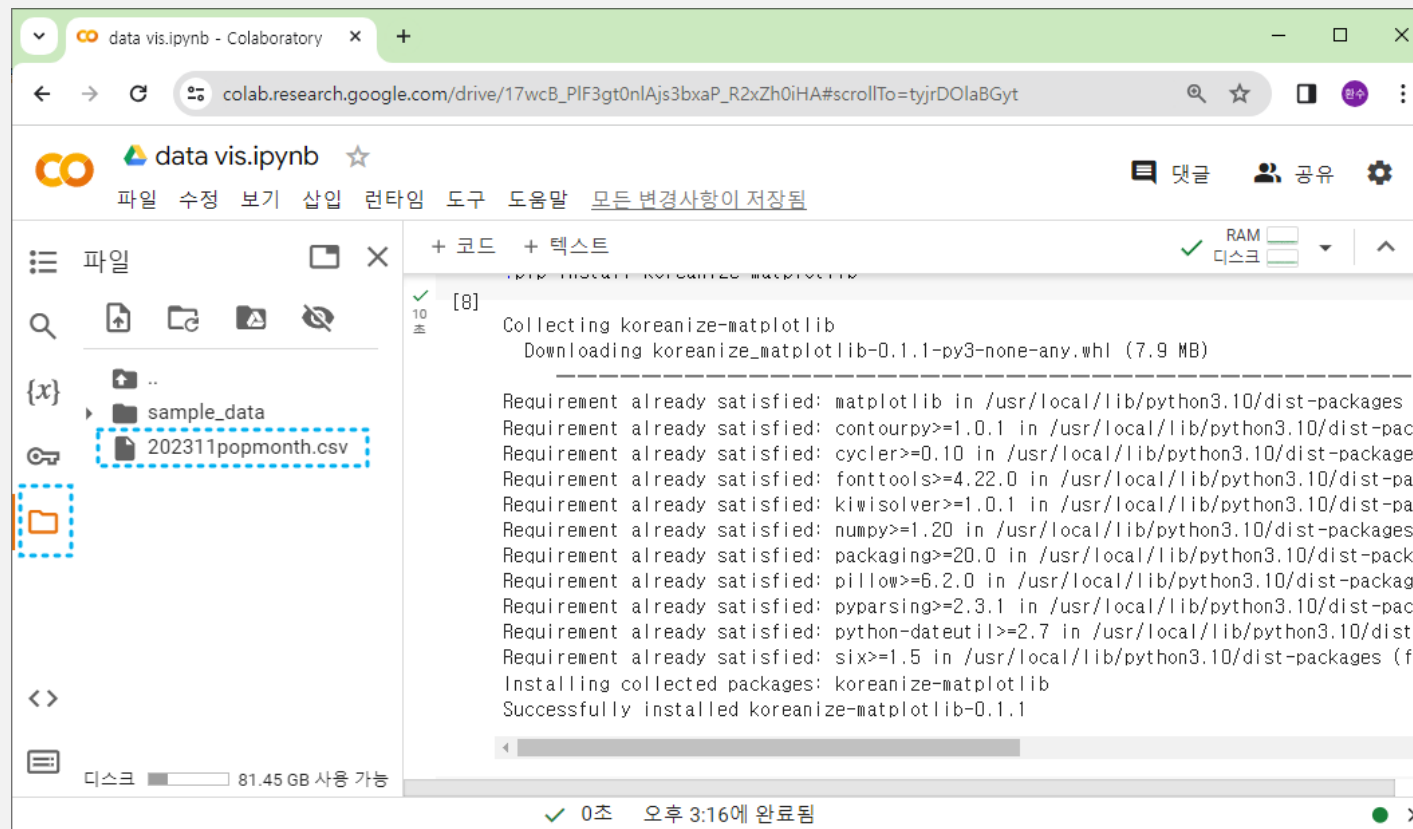 data vis.ipynb - Colaboratory
colab.research.google.com/drive/17wcB_PlF3gt0nlAjs3bxaP_R2xZh0iHA#scrollTo=tyjrDOlaBGyt
환수
CO
data vis.ipynb
댓글
공유
파일 수정 보기 삽입 런타임 도구 도움말 모든 변경사항이 저장됨
파일
+ 코드 + 텍스트
RAM
디스크
{x}
..
sample_data
202311popmonth.csv
<>
디스크 81.45 GB 사용 가능
!pip install koreanize-matplotlib
[8]
10
초
Collecting koreanize-matplotlib
Downloading koreanize_matplotlib-0.1.1-py3-none-any.whl (7.9 MB)
Requirement already satisfied: matplotlib in /usr/local/lib/python3.10/dist-packages
Requirement already satisfied: contourpy>=1.0.1 in /usr/local/lib/python3.10/dist-pac
Requirement already satisfied: cycler>=0.10 in /usr/local/lib/python3.10/dist-package
Requirement already satisfied: fonttools>=4.22.0 in /usr/local/lib/python3.10/dist-pa
Requirement already satisfied: kiwisolver>=1.0.1 in /usr/local/lib/python3.10/dist-pa
Requirement already satisfied: numpy>=1.20 in /usr/local/lib/python3.10/dist-packages
Requirement already satisfied: packaging>=20.0 in /usr/local/lib/python3.10/dist-pack
Requirement already satisfied: pillow>=6.2.0 in /usr/local/lib/python3.10/dist-packag
Requirement already satisfied: pyparsing>=2.3.1 in /usr/local/lib/python3.10/dist-pac
Requirement already satisfied: python-dateutil>=2.7 in /usr/local/lib/python3.10/dist
Requirement already satisfied: six>=1.5 in /usr/local/lib/python3.10/dist-packages (f
Installing collected packages: koreanize-matplotlib
Successfully installed koreanize-matplotlib-0.1.1
0초 오후 3:16에 완료됨